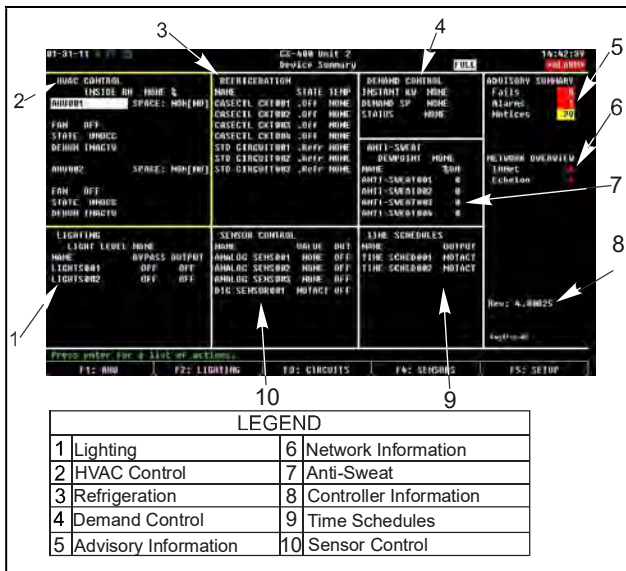 3
4
5
2
6
7
8
1
10
9
01-31-11
CS-400 Unit 2
Device Summary
FULL
14:42:39
*ALARM*
HVAC CONTROL
INSIDE RH NONE %
AHU001 SPACE: NON[NO]
FAN OFF
STATE UNOCC
DEHUM INACTV
AHU002 SPACE: NON[NO]
FAN OFF
STATE UNOCC
DEHUM INACTV
REFRIGERATION
NAME STATE TEMP
CASECTL CKT001 .Off NONE
CASECTL CKT002 .Off NONE
CASECTL CKT003 .Off NONE
CASECTL CKT004 .Off NONE
STD CIRCUIT001 .Refr NONE
STD CIRCUIT002 .Refr NONE
STD CIRCUIT003 .Refr NONE
DEMAND CONTROL
INSTANT KW NONE
DEMAND SP NONE
STATUS NONE
ANTI-SWEAT
DEWPOINT NONE
NAME %ON
ANTI-SWEAT001 0
ANTI-SWEAT002 0
ANTI-SWEAT003 0
ANTI-SWEAT004 0
ADVISORY SUMMARY
Fails
Alarms
Notices 20
NETWORK OVERVIEW
IONet
Echelon
Rev: 4.00B25
English-US
LIGHTING
LIGHT LEVEL NONE
NAME BYPASS OUTPUT
LIGHTS001 OFF OFF
LIGHTS002 OFF OFF
SENSOR CONTROL
NAME VALUE OUT
ANALOG SENS001 NONE OFF
ANALOG SENS002 NONE OFF
ANALOG SENS003 NONE OFF
DIG SENSOR001 NOTACT OFF
TIME SCHEDULES
NAME OUTPUT
TIME SCHED001 NOTACT
TIME SCHED002 NOTACT
Press enter for a list of actions.
F1: AHU F2: LIGHTING F3: CIRCUITS F4: SENSORS F5: SETUP
LEGEND
1 Lighting 6 Network Information
2 HVAC Control 7 Anti-Sweat
3 Refrigeration 8 Controller Information
4 Demand Control 9 Time Schedules
5 Advisory Information 10 Sensor Control